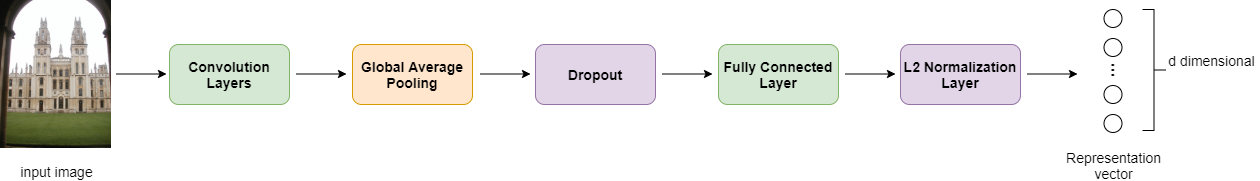 input image
Convolution
Layers
Global Average
Pooling
Dropout
Fully Connected
Layer
L2 Normalization
Layer
d dimensional
Representation
vector